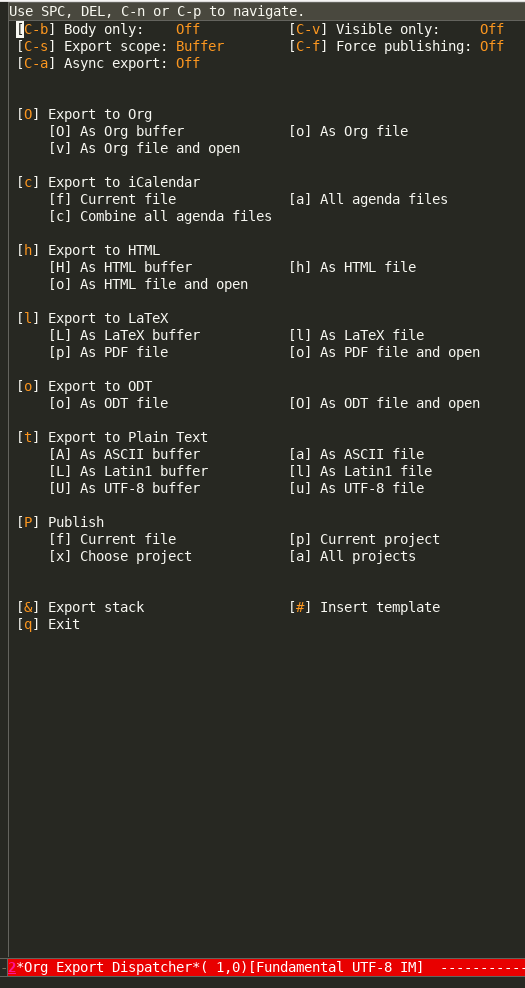 Use SPC, DEL, C-n or C-p to navigate.
[C-b] Body only:    Off           [C-v] Visible only:     Off
[C-s] Export scope: Buffer        [C-f] Force publishing: Off
[C-a] Async export: Off
[O] Export to Org
    [O] As Org buffer             [o] As Org file
    [v] As Org file and open
[c] Export to iCalendar
    [f] Current file              [a] All agenda files
    [c] Combine all agenda files
[h] Export to HTML
    [H] As HTML buffer            [h] As HTML file
    [o] As HTML file and open
[l] Export to LaTeX
    [L] As LaTeX buffer           [l] As LaTeX file
    [p] As PDF file               [o] As PDF file and open
[o] Export to ODT
    [o] As ODT file               [O] As ODT file and open
[t] Export to Plain Text
    [A] As ASCII buffer           [a] As ASCII file
    [L] As Latin1 buffer          [l] As Latin1 file
    [U] As UTF-8 buffer           [u] As UTF-8 file
[P] Publish
    [f] Current file              [p] Current project
    [x] Choose project            [a] All projects
[&] Export stack                  [#] Insert template
[q] Exit
-2*Org Export Dispatcher*( 1,0)[Fundamental UTF-8 IM]  -----------